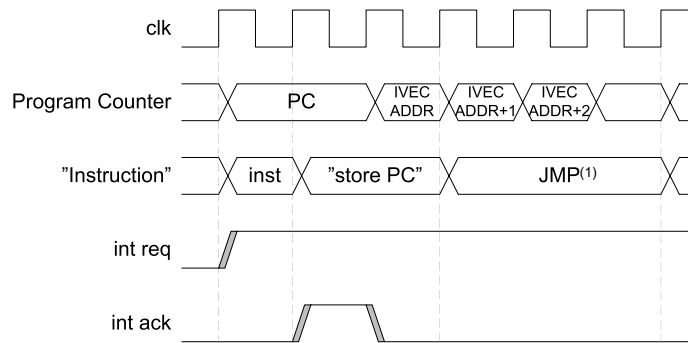 clk
Program Counter
PC
IVEC
ADDR
IVEC
ADDR+1
IVEC
ADDR+2
”Instruction”
inst
”store PC”
JMP(1)
int req
int ack